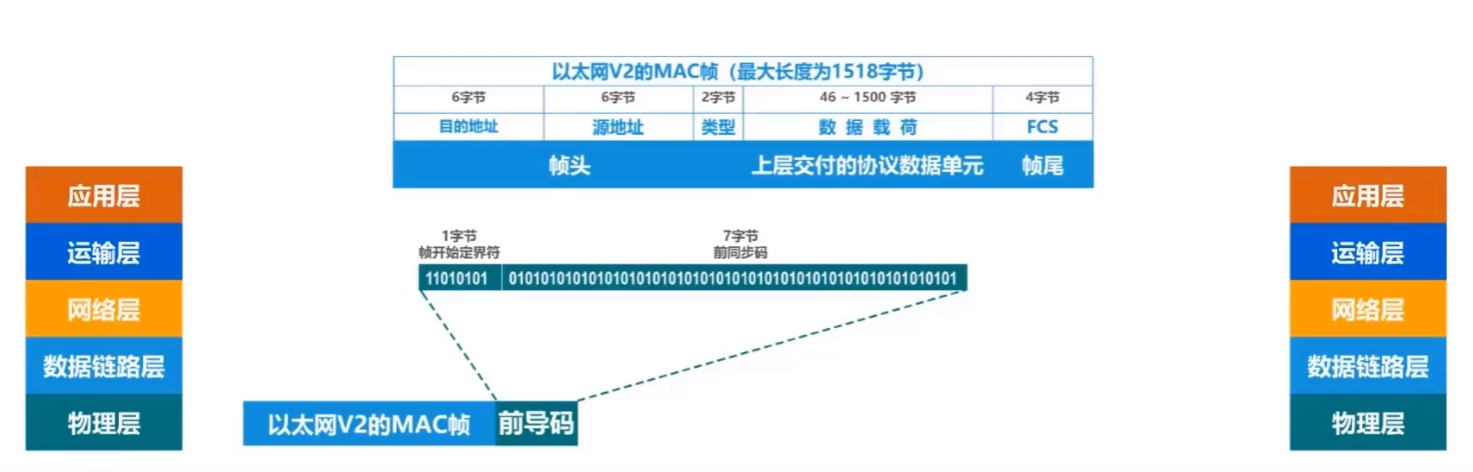 以太网V2的MAC帧（最大长度为1518字节）
6字节 6字节 2字节 46 ~ 1500 字节 4字节
目的地址 源地址 类型 数 据 载 荷 FCS
帧头 上层交付的协议数据单元 帧尾
应用层
运输层
网络层
数据链路层
物理层
1字节
帧开始定界符
7字节
前同步码
11010101 01010101010101010101010101010101010101010101010101010101
以太网V2的MAC帧 前导码
应用层
运输层
网络层
数据链路层
物理层